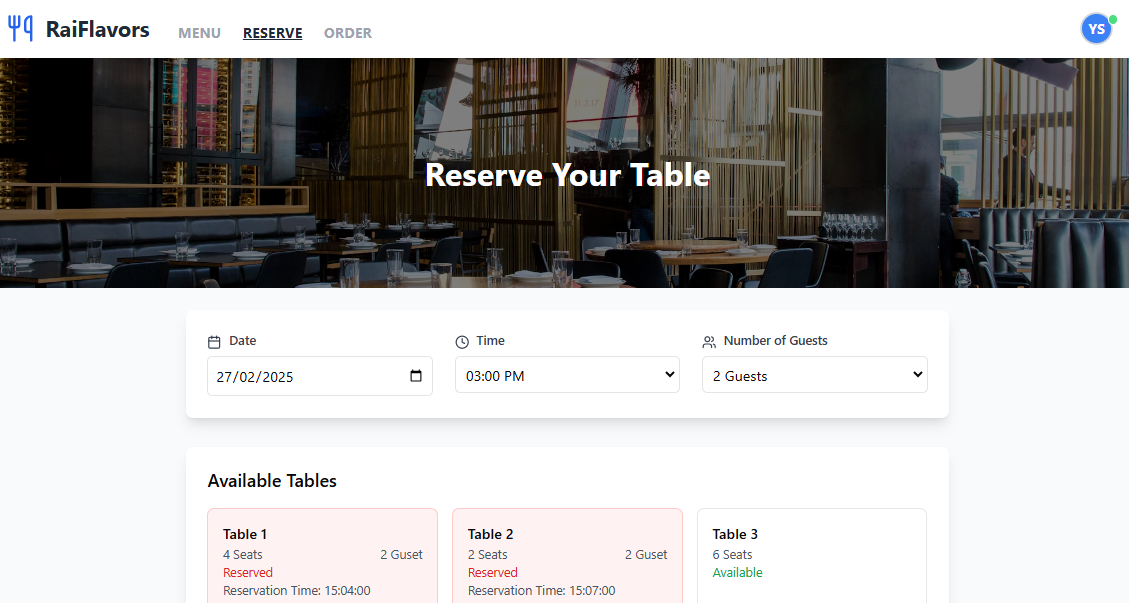 RaiFlavors MENU RESERVE ORDER YS
Reserve Your Table
Date Time Number of Guests
27/02/2025 03:00 PM 2 Guests
Available Tables
Table 1 Table 2 Table 3
4 Seats 2 Guset 2 Seats 2 Guset 6 Seats
Reserved Reserved Available
Reservation Time: 15:04:00 Reservation Time: 15:07:00